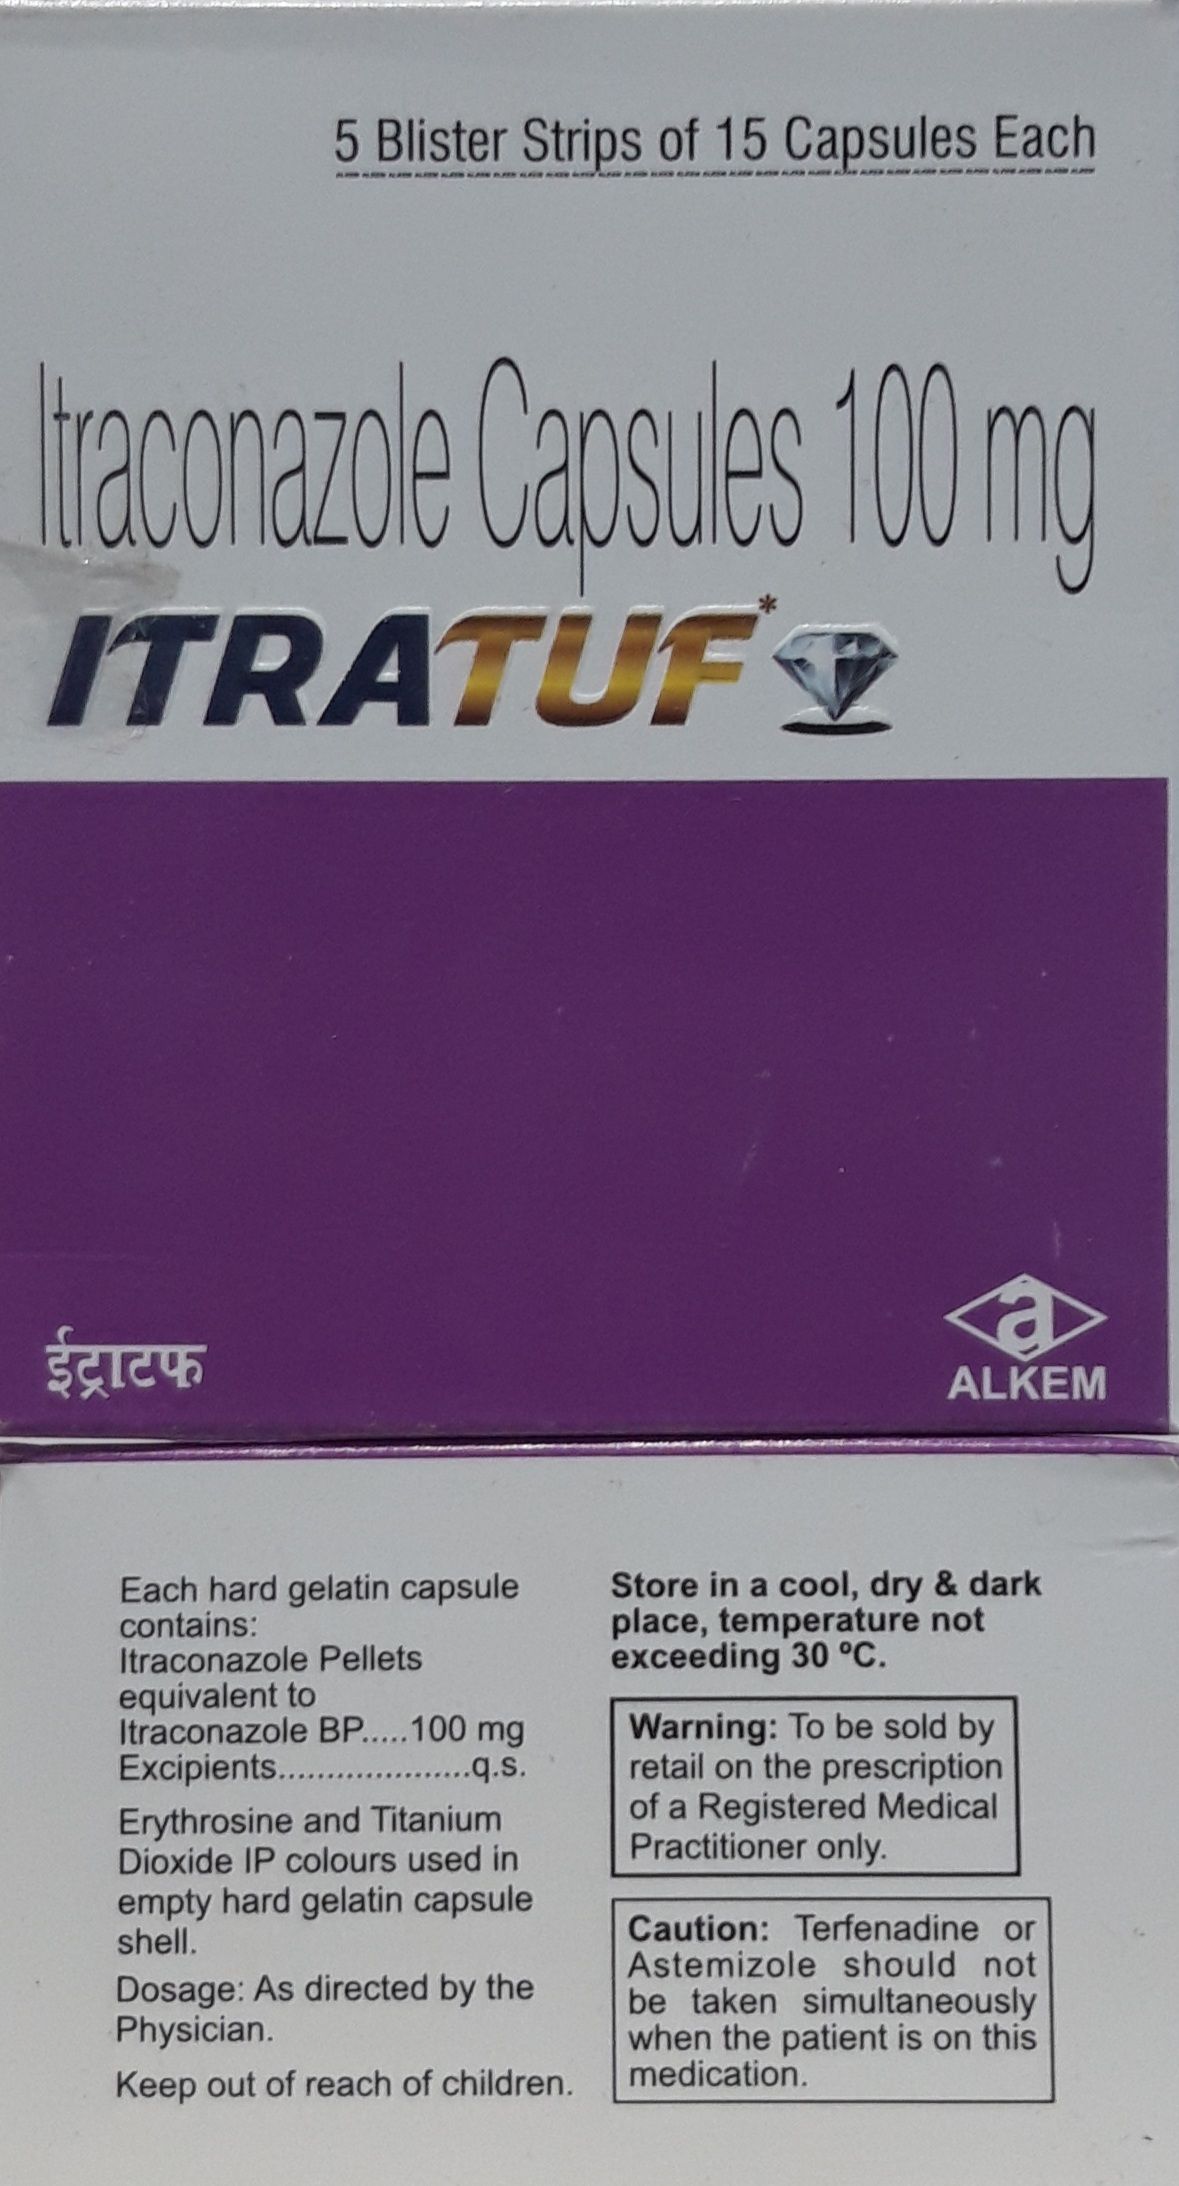 5 Blister Strips of 15 Capsules Each
Itraconazole Capsules 100 mg
ITRATUF*
ईट्राटफ
a
ALKEM
Each hard gelatin capsule
contains:
Itraconazole Pellets
equivalent to
Itraconazole BP.....100 mg
Excipients....................q.s.
Erythrosine and Titanium
Dioxide IP colours used in
empty hard gelatin capsule
shell.
Dosage: As directed by the
Physician.
Keep out of reach of children.
Store in a cool, dry & dark
place, temperature not
exceeding 30 ºC.
Warning: To be sold by
retail on the prescription
of a Registered Medical
Practitioner only.
Caution: Terfenadine or
Astemizole should not
be taken simultaneously
when the patient is on this
medication.